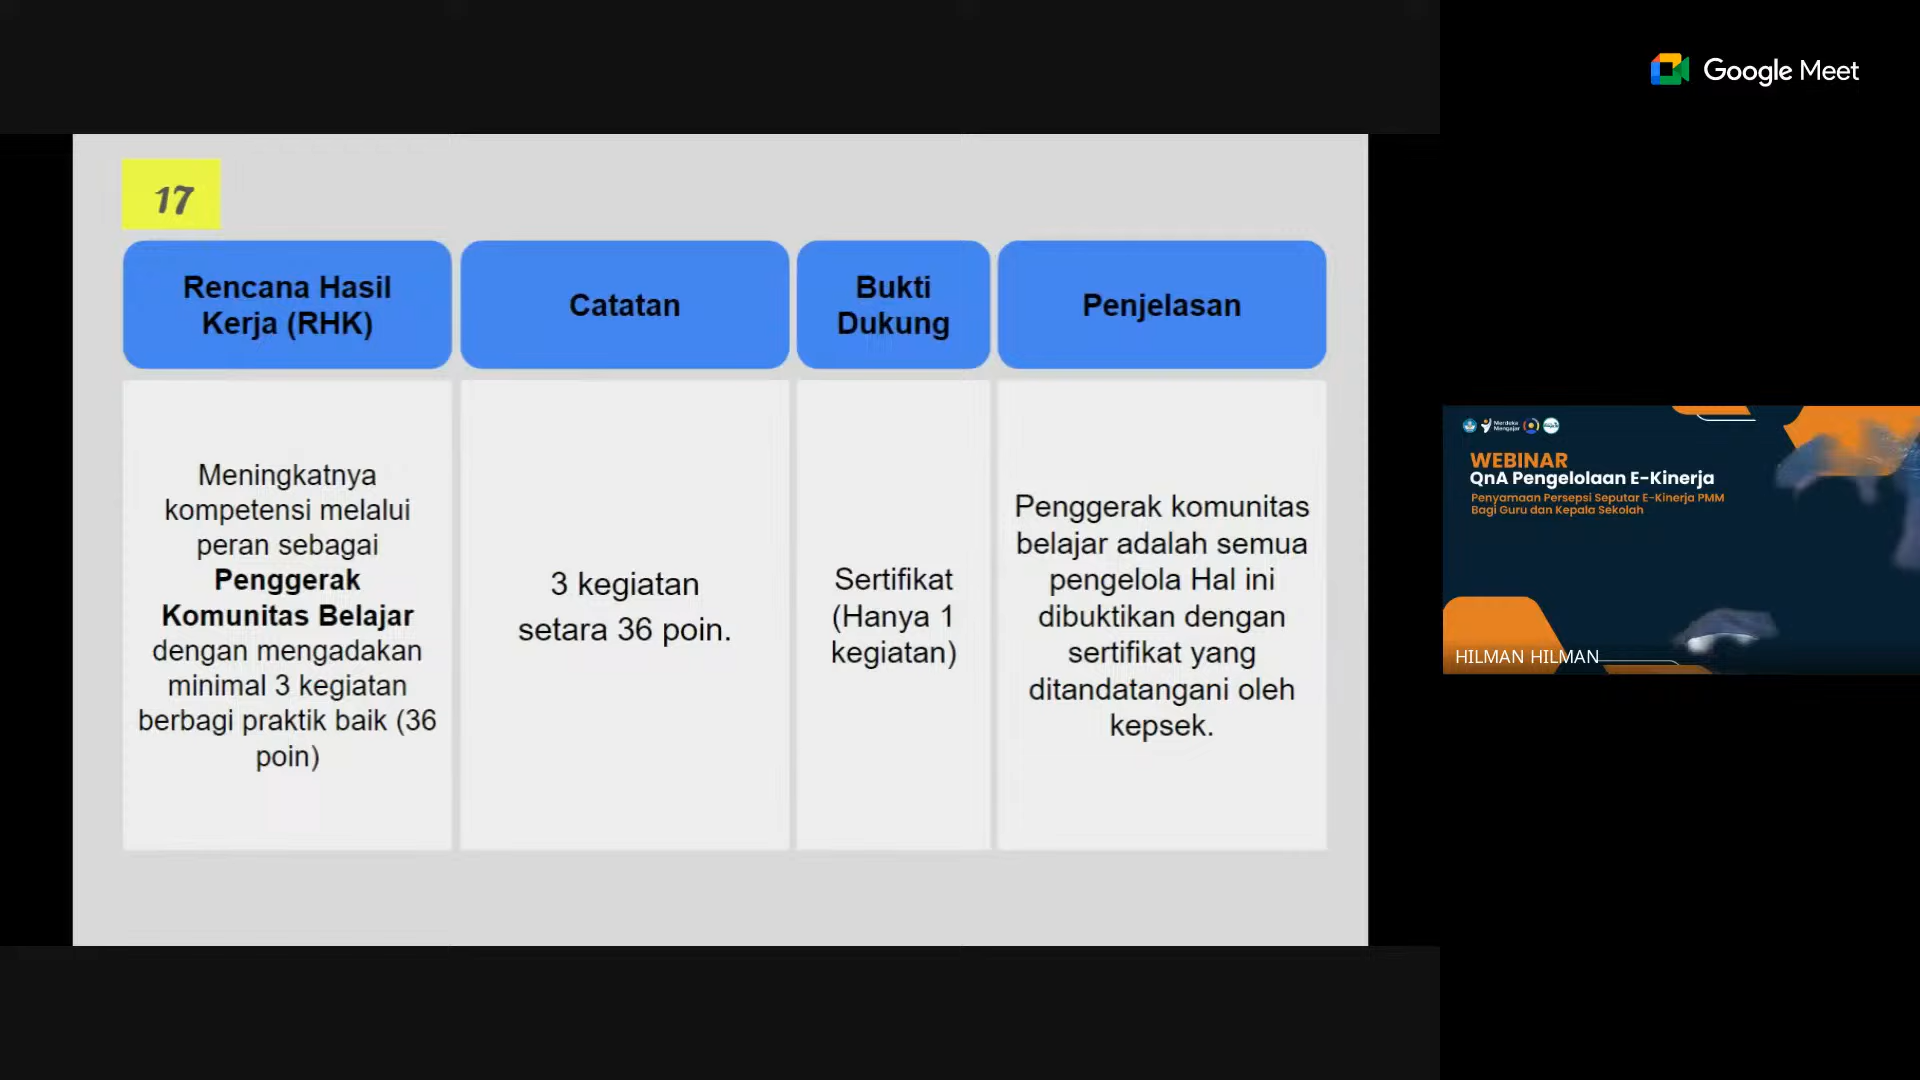 Google Meet
17
Rencana Hasil
Kerja (RHK)
Catatan
Bukti
Dukung
Penjelasan
Meningkatnya
kompetensi melalui
peran sebagai
Penggerak
Komunitas Belajar
dengan mengadakan
minimal 3 kegiatan
berbagi praktik baik (36
poin)
3 kegiatan
setara 36 poin.
Sertifikat
(Hanya 1
kegiatan)
Penggerak komunitas
belajar adalah semua
pengelola Hal ini
dibuktikan dengan
sertifikat yang
ditandatangani oleh
kepsek.
Merdeka
Mengajar
WEBINAR
QnA Pengelolaan E-Kinerja
Penyamaan Persepsi Seputar E-Kinerja PMM
Bagi Guru dan Kepala Sekolah
HILMAN HILMAN